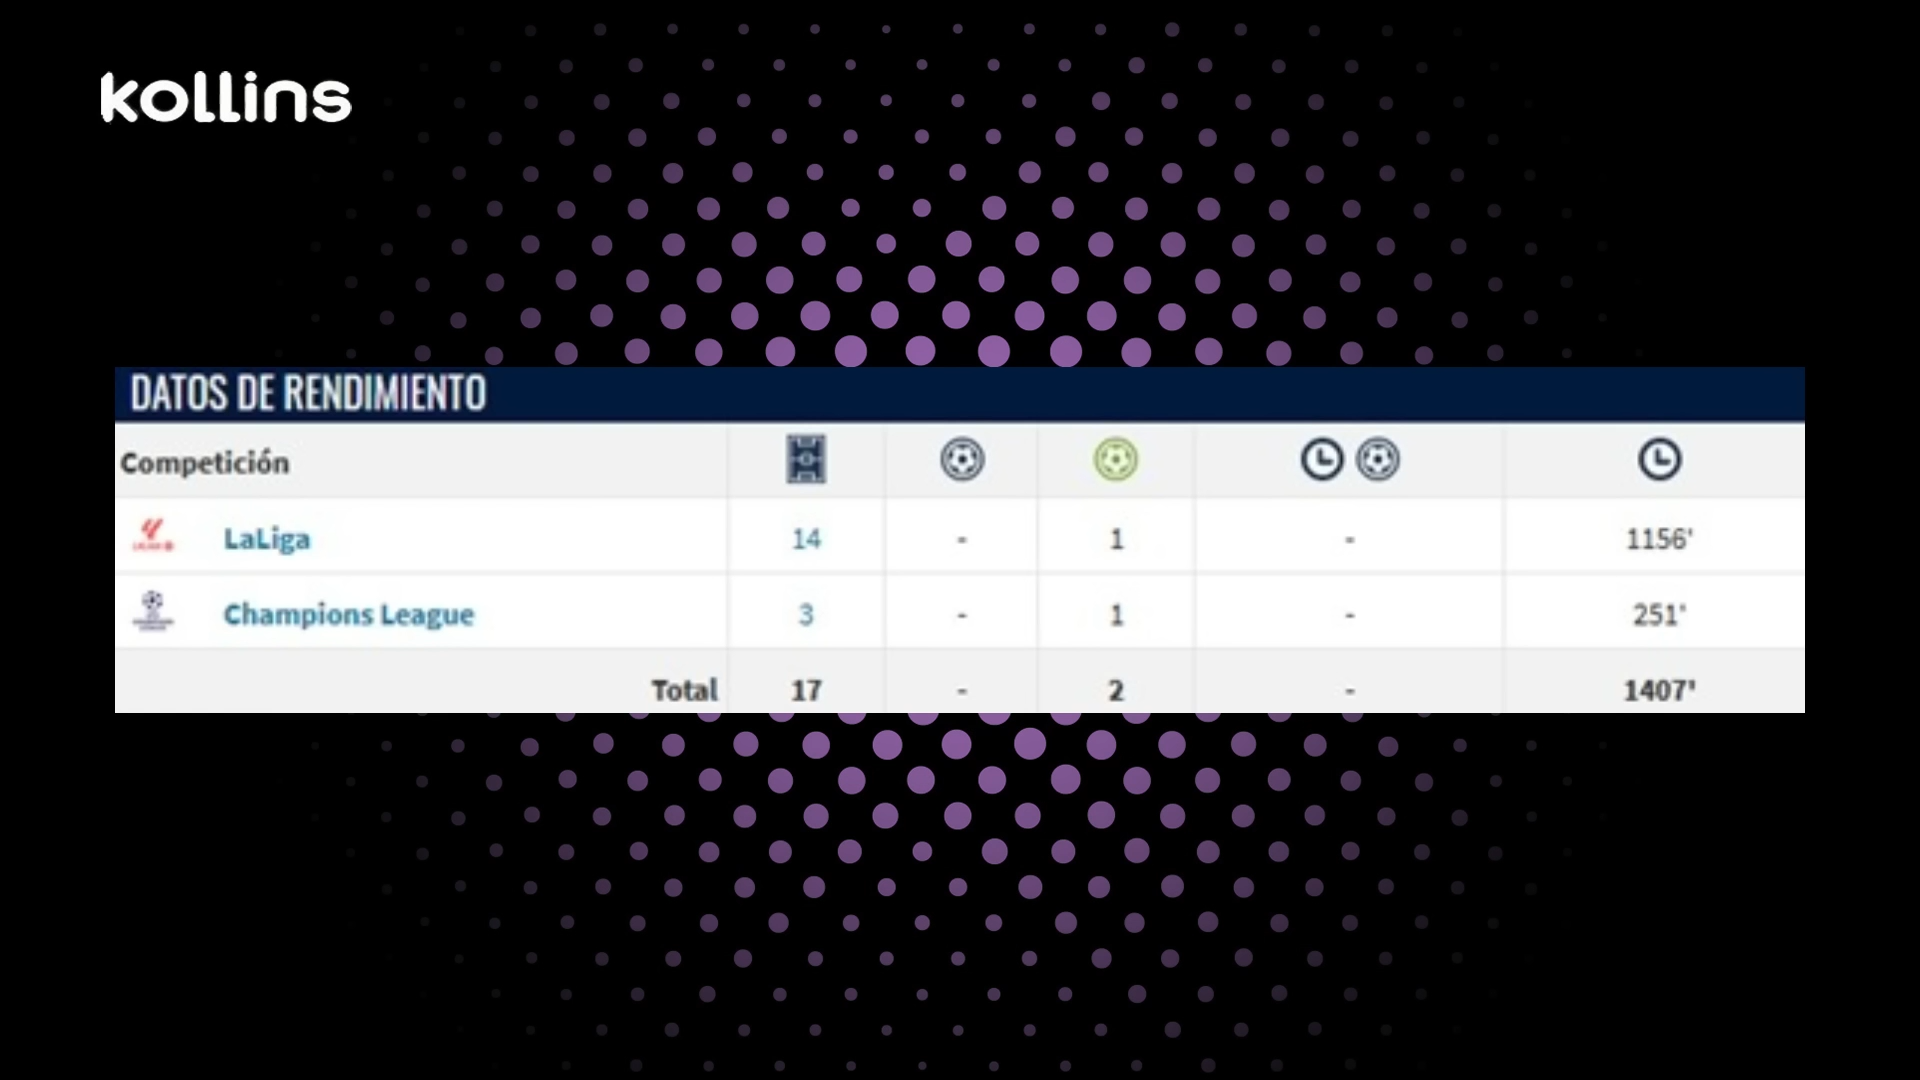 kollins
DATOS DE RENDIMIENTO
Competición
LaLiga 14 - 1 - 1156'
Champions League 3 - 1 - 251'
Total 17 - 2 - 1407'